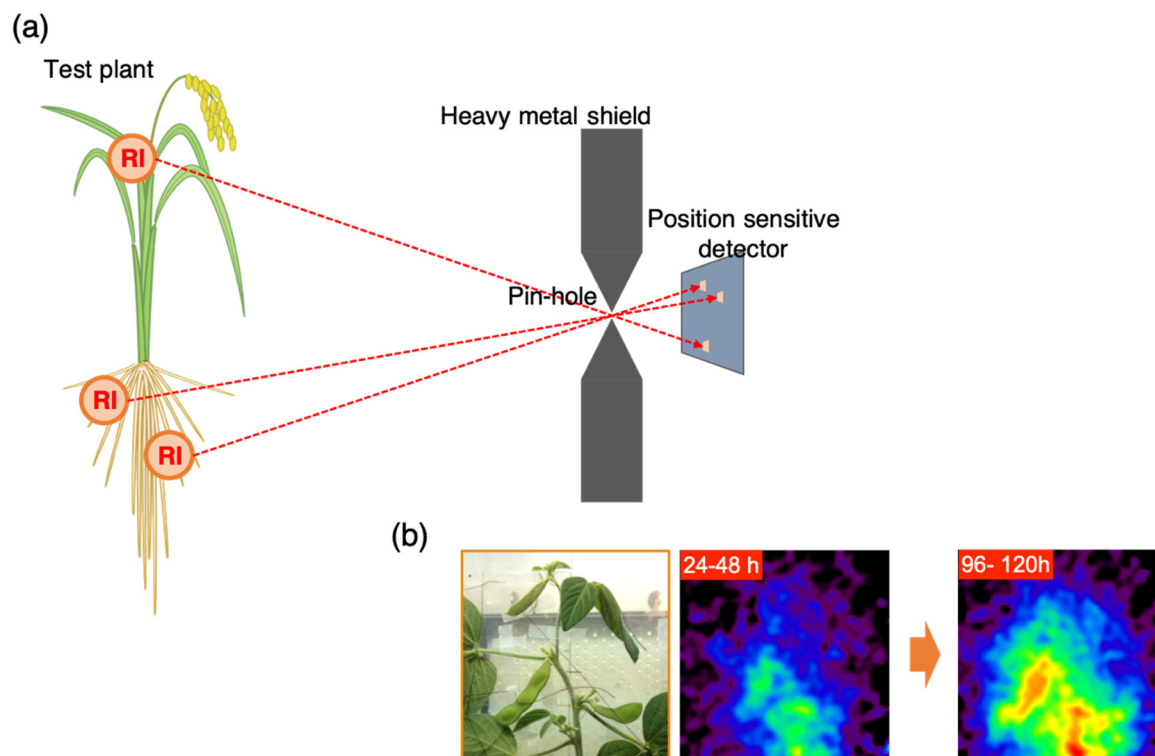 (a)
Test plant
RI
Heavy metal shield
Position sensitive
detector
Pin-hole
RI
RI
(b)
24-48 h
96- 120h